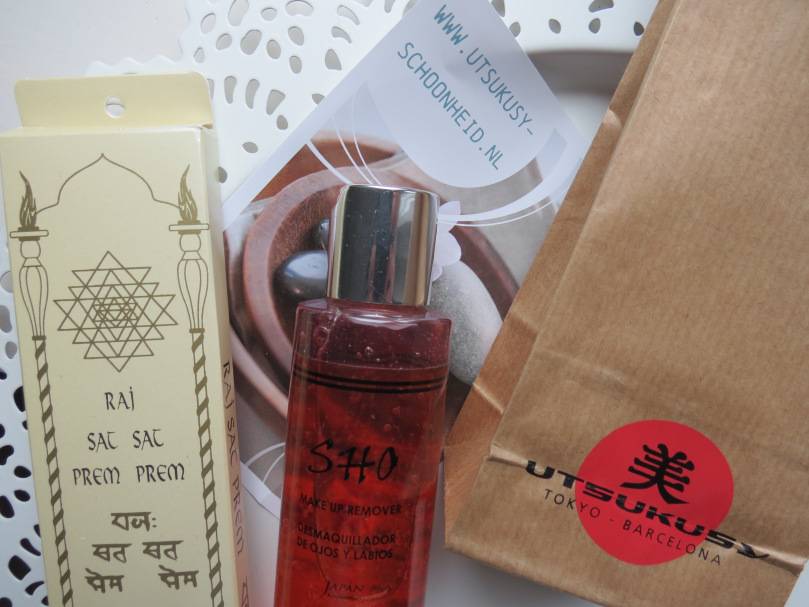 WWW.UTSUKUSY-
SCHOONHEID.NL
RAJ
SAT SAT
PREM PREM
राज:
सत सत
प्रेम प्रेम
RAJ SAT PREM
SHO
MAKE UP REMOVER
DESMAQUILLADOR
DE OJOS Y LABIOS
JAPAN
美
UTSUKUSY
TOKYO - BARCELONA